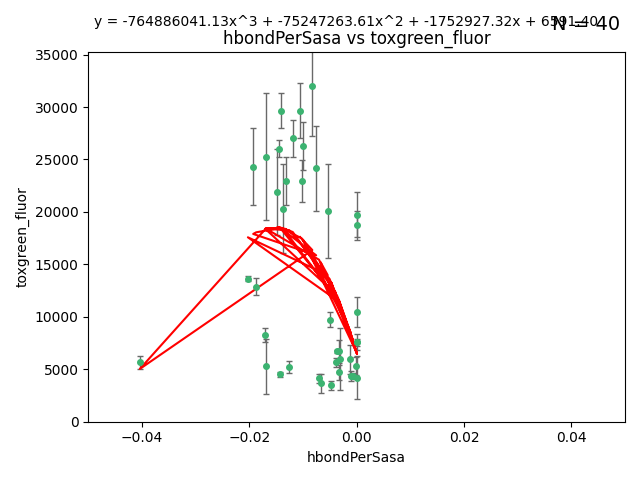 y = -764886041.13x^3 + -75247263.61x^2 + -1752927.32x +
N = 40
hbondPerSasa vs toxgreen_fluor
35000
30000
25000
20000
15000
10000
5000
0
toxgreen_fluor
−0.04
−0.02
0.00
0.02
0.04
hbondPerSasa